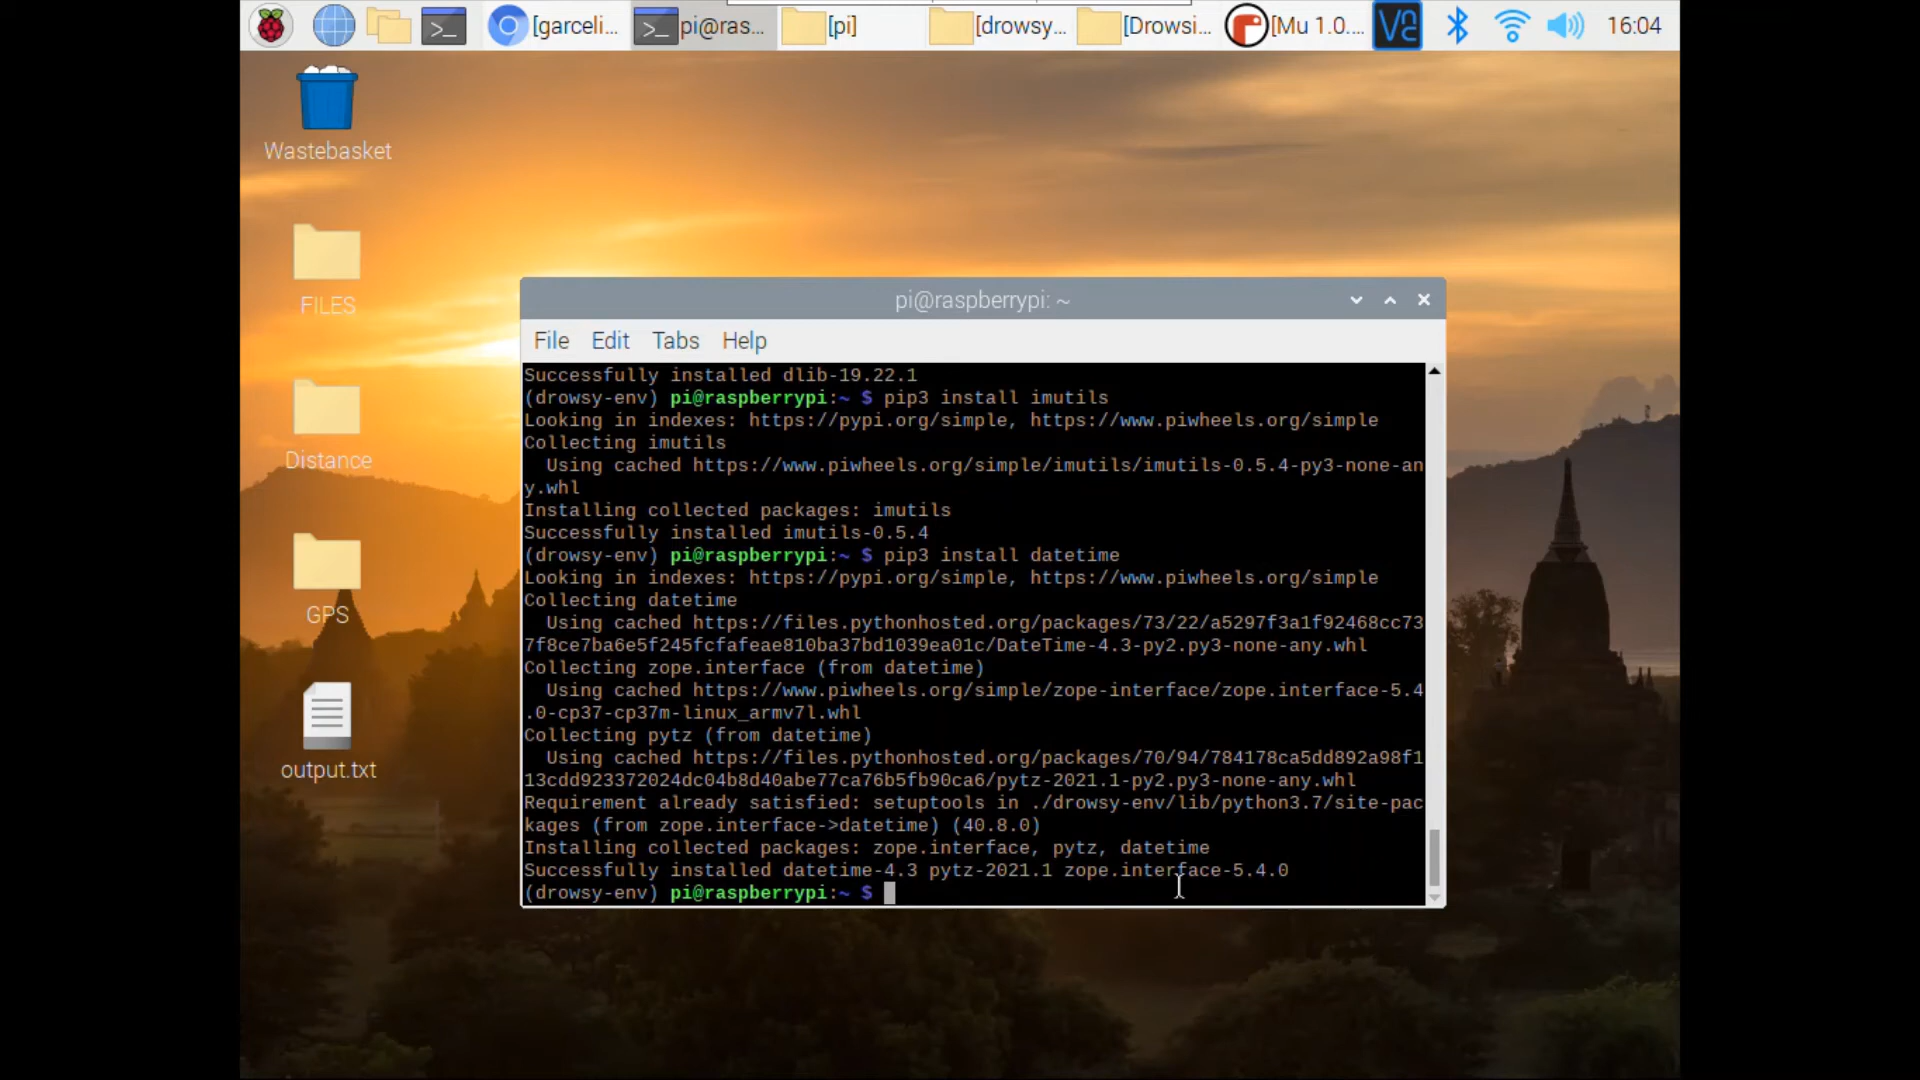 [garceli...
pi@ras...
[pi]
[drowsy...
[Drowsi...
[Mu 1.0....
16:04
Wastebasket
FILES
Distance
GPS
output.txt
pi@raspberrypi: ~
File Edit Tabs Help
Successfully installed dlib-19.22.1
(drowsy-env) pi@raspberrypi:~ $ pip3 install imutils
Looking in indexes: https://pypi.org/simple, https://www.piwheels.org/simple
Collecting imutils
  Using cached https://www.piwheels.org/simple/imutils/imutils-0.5.4-py3-none-an
y.whl
Installing collected packages: imutils
Successfully installed imutils-0.5.4
(drowsy-env) pi@raspberrypi:~ $ pip3 install datetime
Looking in indexes: https://pypi.org/simple, https://www.piwheels.org/simple
Collecting datetime
  Using cached https://files.pythonhosted.org/packages/73/22/a5297f3a1f92468cc73
7f8ce7ba6e5f245fcfafeae810ba37bd1039ea01c/DateTime-4.3-py2.py3-none-any.whl
Collecting zope.interface (from datetime)
  Using cached https://www.piwheels.org/simple/zope-interface/zope.interface-5.4
.0-cp37-cp37m-linux_armv7l.whl
Collecting pytz (from datetime)
  Using cached https://files.pythonhosted.org/packages/70/94/784178ca5dd892a98f1
13cdd923372024dc04b8d40abe77ca76b5fb90ca6/pytz-2021.1-py2.py3-none-any.whl
Requirement already satisfied: setuptools in ./drowsy-env/lib/python3.7/site-pac
kages (from zope.interface->datetime) (40.8.0)
Installing collected packages: zope.interface, pytz, datetime
Successfully installed datetime-4.3 pytz-2021.1 zope.interface-5.4.0
(drowsy-env) pi@raspberrypi:~ $